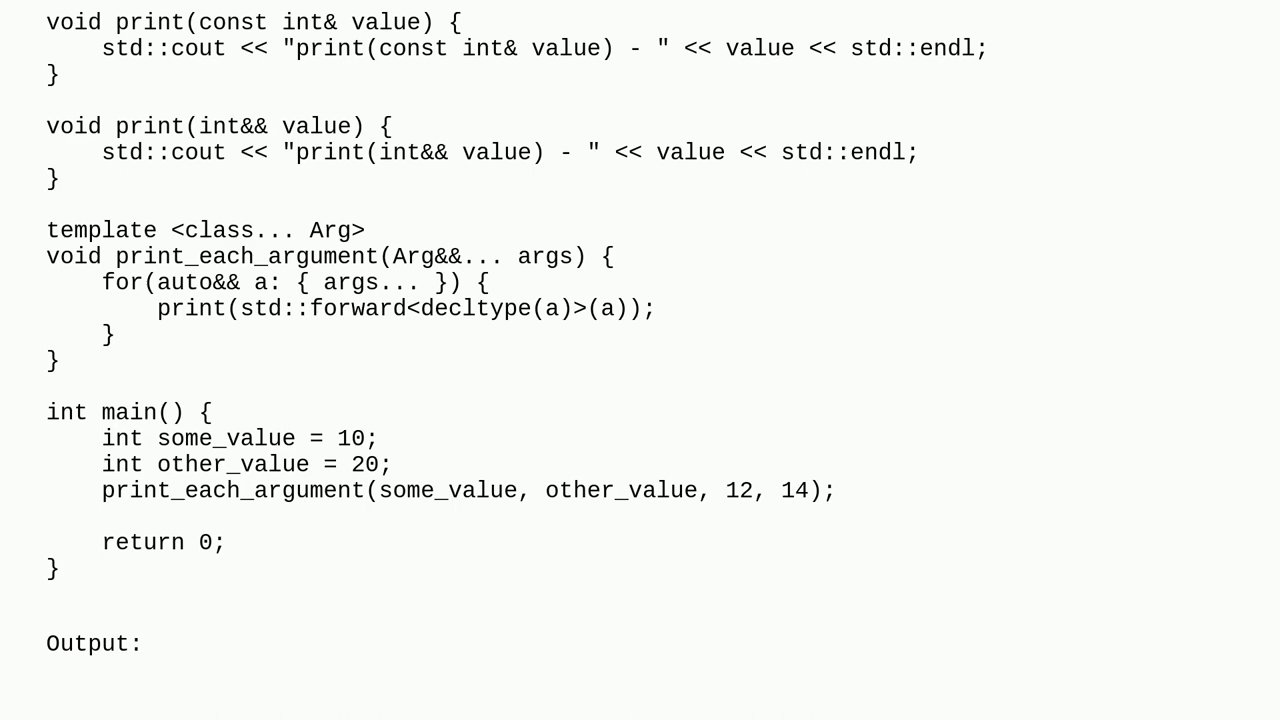 void print(const int& value) {
    std::cout << "print(const int& value) - " << value << std::endl;
}

void print(int&& value) {
    std::cout << "print(int&& value) - " << value << std::endl;
}

template <class... Arg>
void print_each_argument(Arg&&... args) {
    for(auto&& a: { args... }) {
        print(std::forward<decltype(a)>(a));
    }
}

int main() {
    int some_value = 10;
    int other_value = 20;
    print_each_argument(some_value, other_value, 12, 14);

    return 0;
}

Output: